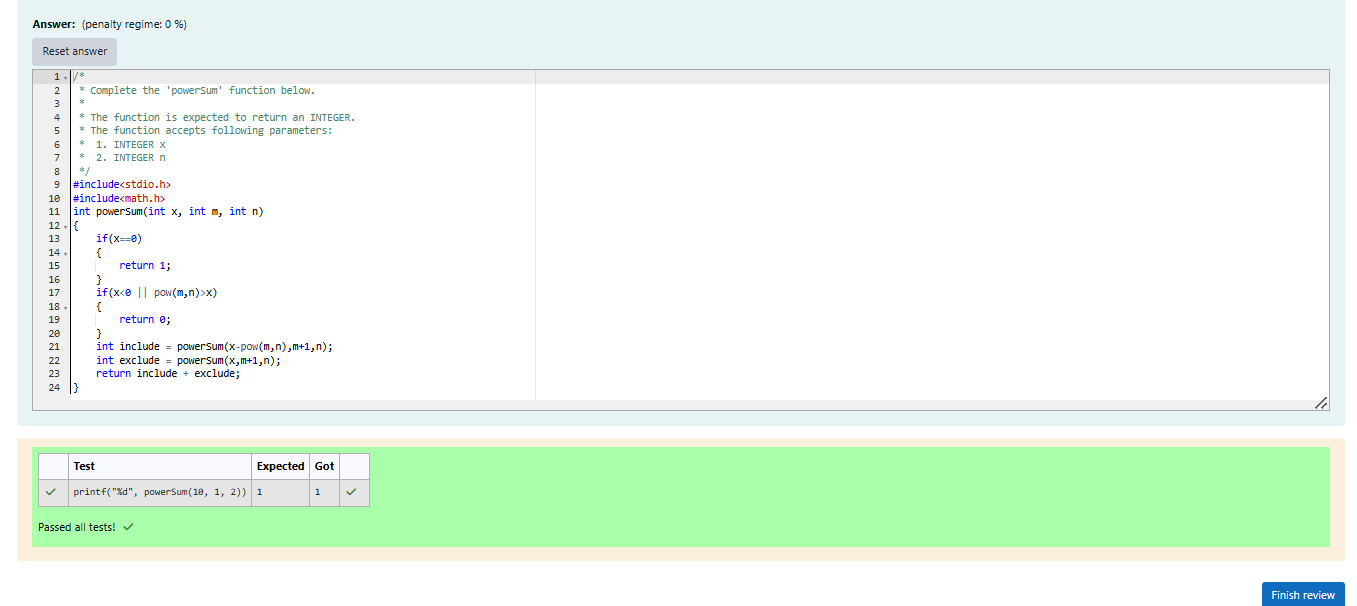 Answer: (penalty regime: 0 %)
Reset answer
1 /*
2  * Complete the 'powerSum' function below.
3  *
4  * The function is expected to return an INTEGER.
5  * The function accepts following parameters:
6  *  1. INTEGER x
7  *  2. INTEGER n
8  */
9 #include<stdio.h>
10 #include<math.h>
11 int powerSum(int x, int m, int n)
12 {
13     if(x==0)
14     {
15         return 1;
16     }
17     if(x<0 || pow(m,n)>x)
18     {
19         return 0;
20     }
21     int include = powerSum(x-pow(m,n),m+1,n);
22     int exclude = powerSum(x,m+1,n);
23     return include + exclude;
24 }
Test Expected Got
printf("%d", powerSum(10, 1, 2)) 1 1
Passed all tests!
Finish review